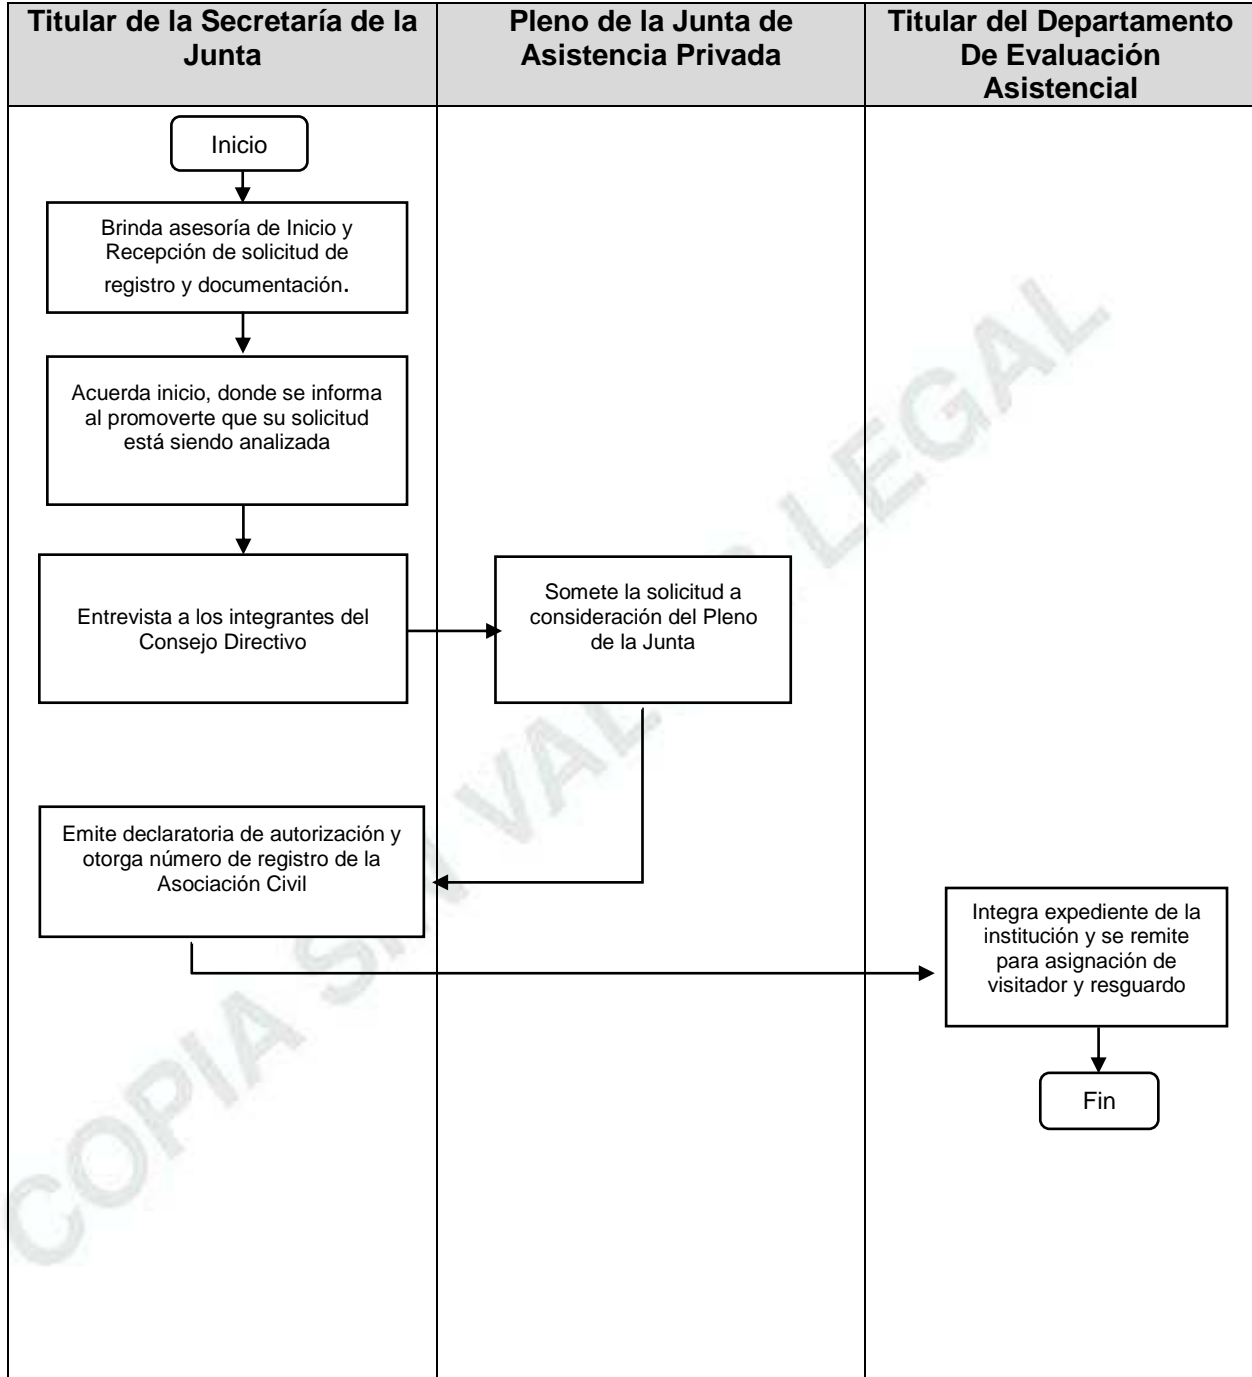 Titular de la Secretaría de la
Junta
Pleno de la Junta de
Asistencia Privada
Titular del Departamento
De Evaluación
Asistencial
Inicio
Brinda asesoría de Inicio y
Recepción de solicitud de
registro y documentación.
Acuerda inicio, donde se informa
al promoverte que su solicitud
está siendo analizada
Entrevista a los integrantes del
Consejo Directivo
Somete la solicitud a
consideración del Pleno
de la Junta
Emite declaratoria de autorización y
otorga número de registro de la
Asociación Civil
Integra expediente de la
institución y se remite
para asignación de
visitador y resguardo
Fin
COPIA SIN VALOR LEGAL